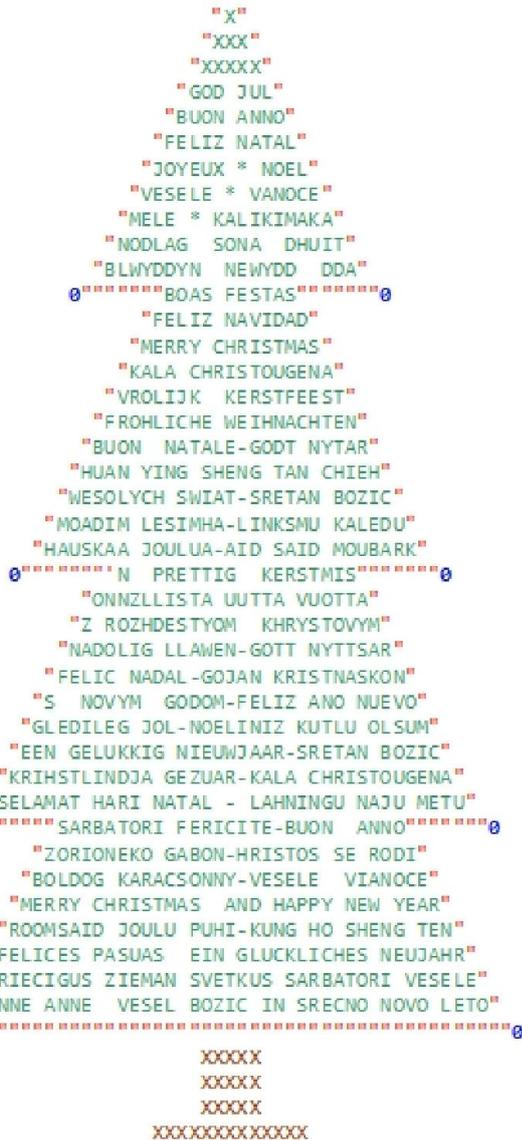 "X"
"XXX"
"XXXXX"
"GOD JUL"
"BUON ANNO"
"FELIZ NATAL"
"JOYEUX * NOEL"
"VESELE * VANOCE"
"MELE * KALIKIMAKA"
"NODLAG  SONA  DHUIT"
"BLWYDDYN  NEWYDD  DDA"
0"""""""BOAS FESTAS"""""""0
"FELIZ NAVIDAD"
"MERRY CHRISTMAS"
"KALA CHRISTOUGENA"
"VROLIJK  KERSTFEEST"
"FROHLICHE WEIHNACHTEN"
"BUON  NATALE-GODT NYTAR"
"HUAN YING SHENG TAN CHIEH"
"WESOLYCH SWIAT-SRETAN BOZIC"
"MOADIM LESIMHA-LINKSMU KALEDU"
"HAUSKAA JOULUA-AID SAID MOUBARK"
0""""""""'N  PRETTIG  KERSTMIS"""""""0
"ONNZLLISTA UUTTA VUOTTA"
"Z ROZHDESTYOM  KHRYSTOVYM"
"NADOLIG LLAWEN-GOTT NYTTSAR"
"FELIC NADAL-GOJAN KRISTNASKON"
"S  NOVYM  GODOM-FELIZ ANO NUEVO"
"GLEDILEG JOL-NOELINIZ KUTLU OLSUM"
"EEN GELUKKIG NIEUWJAAR-SRETAN BOZIC"
"KRIHSTLINDJA GEZUAR-KALA CHRISTOUGENA"
SELAMAT HARI NATAL - LAHNINGU NAJU METU"
"""""SARBATORI FERICITE-BUON  ANNO"""""""0
"ZORIONEKO GABON-HRISTOS SE RODI"
"BOLDOG KARACSONNY-VESELE  VIANOCE"
"MERRY CHRISTMAS  AND HAPPY NEW YEAR"
"ROOMSAID JOULU PUHI-KUNG HO SHENG TEN"
FELICES PASUAS  EIN GLUCKLICHES NEUJAHR"
RIECIGUS ZIEMAN SVETKUS SARBATORI VESELE"
NNE ANNE  VESEL BOZIC IN SRECNO NOVO LETO"
"""""""""""""""""""""""""""""""""""""""""""0
XXXXX
XXXXX
XXXXX
XXXXXXXXXXXXX